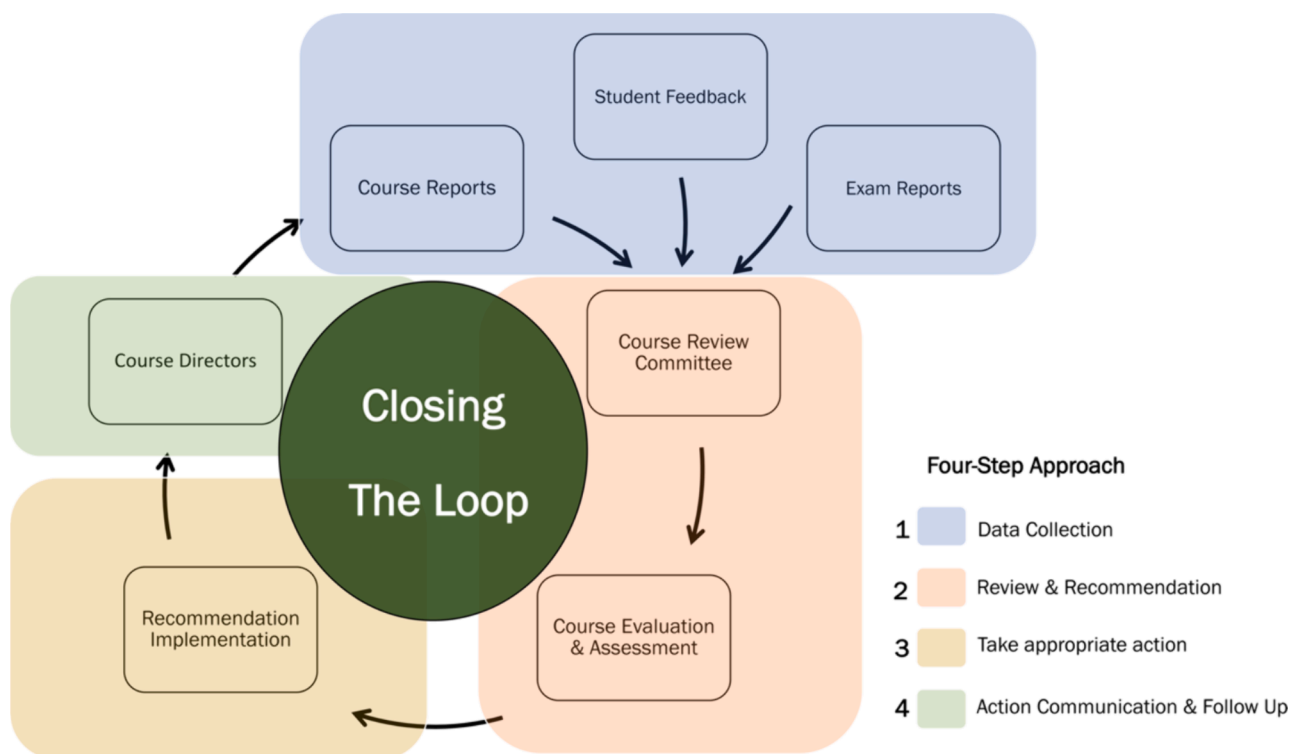 Student Feedback
Course Reports
Exam Reports
Course Directors
Course Review
Committee
Closing
The Loop
Recommendation
Implementation
Course Evaluation
& Assessment
Four-Step Approach
1 Data Collection
2 Review & Recommendation
3 Take appropriate action
4 Action Communication & Follow Up